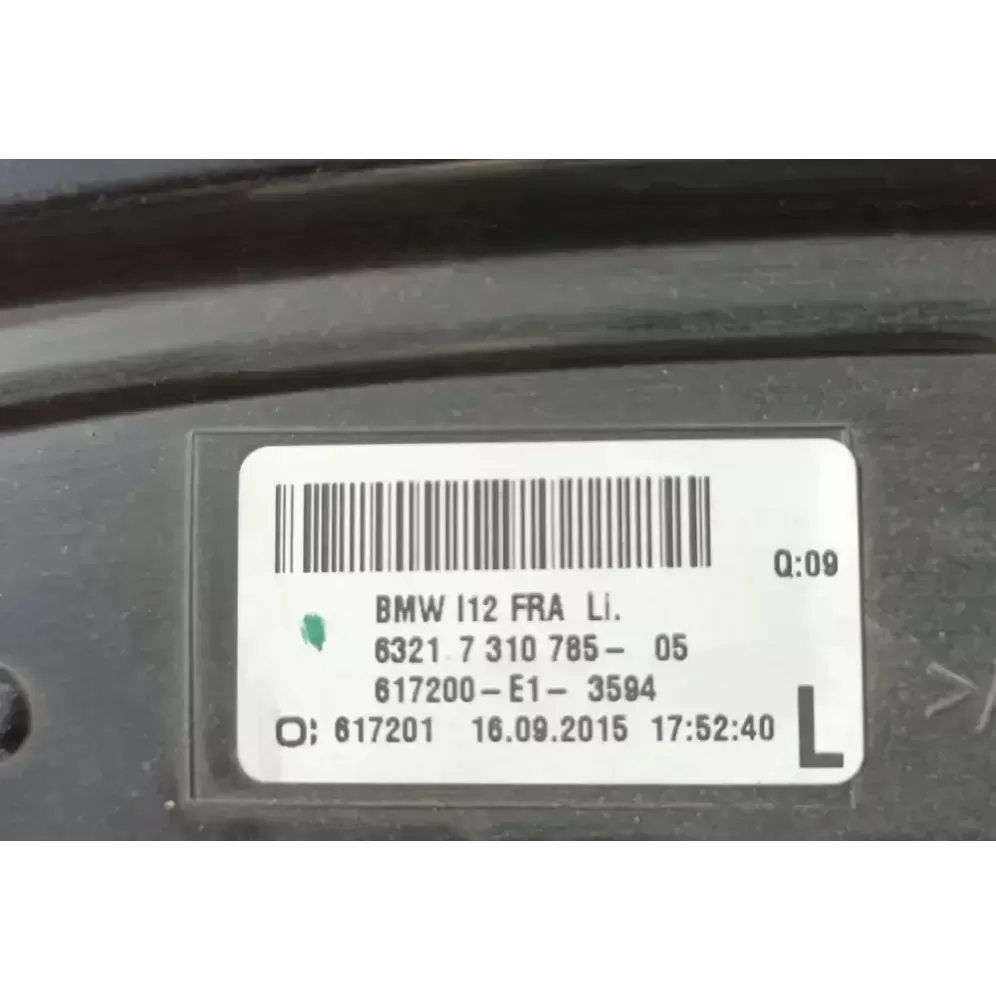 Q:09
BMW I12 FRA Li.
6321 7 310 785- 05
617200-E1- 3594
O; 617201 16.09.2015 17:52:40
L